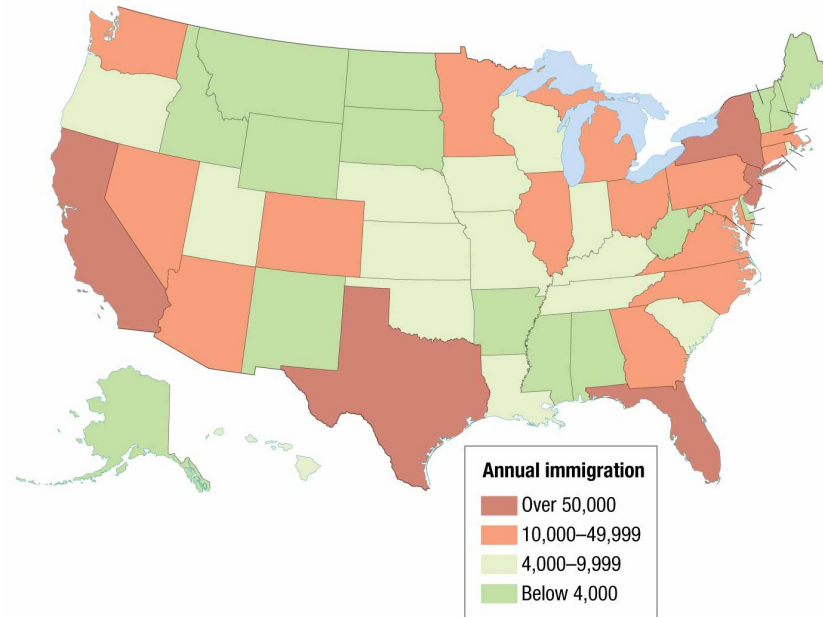 Annual immigration
Over 50,000
10,000–49,999
4,000–9,999
Below 4,000